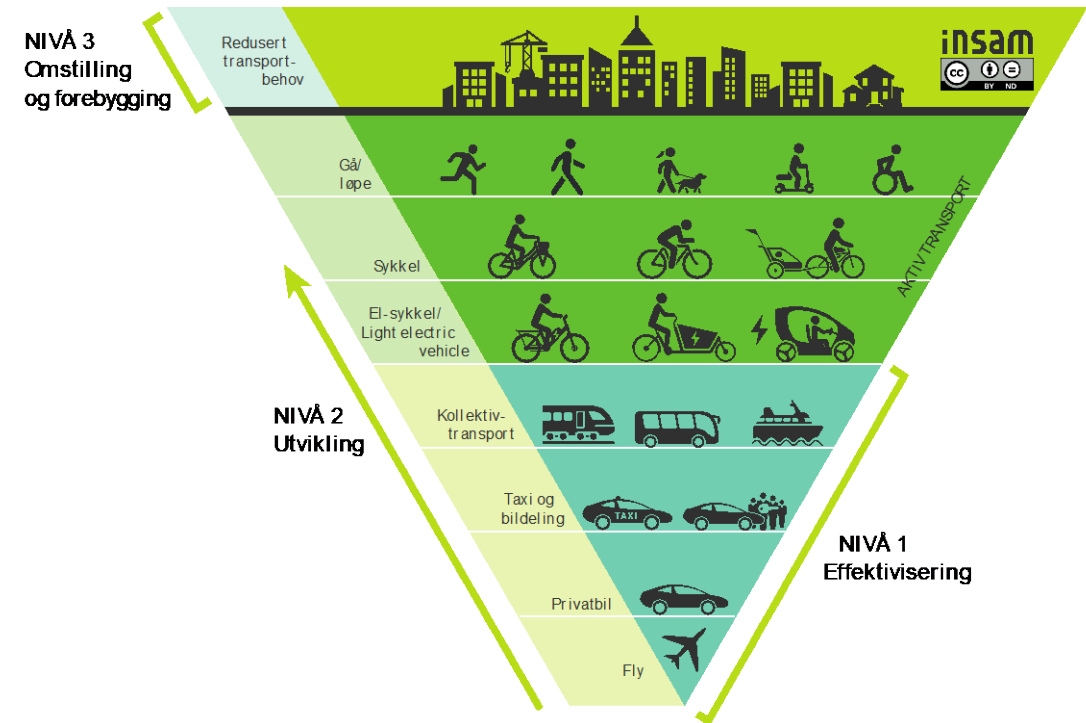 NIVÅ 3
Omstilling
og forebygging
Redusert
transport-
behov
insam
cc
BY ND
Gå/
løpe
AKTIV TRANSPORT
Sykkel
El-sykkel/
Light electric
vehicle
NIVÅ 2
Utvikling
Kollektiv-
transport
Taxi og
bildeling
TAXI
NIVÅ 1
Effektivisering
Privatbil
Fly